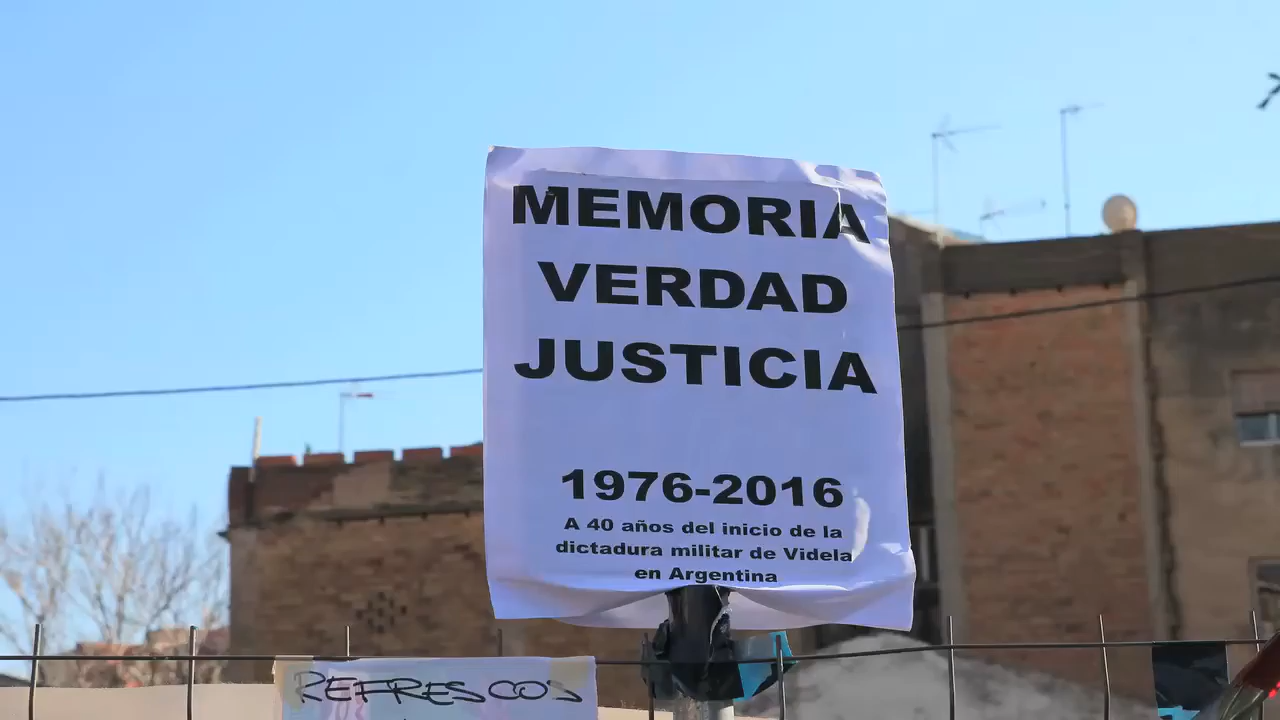 MEMORIA
VERDAD
JUSTICIA
1976-2016
A 40 años del inicio de la
dictadura militar de Videla
en Argentina
REFRESCOS